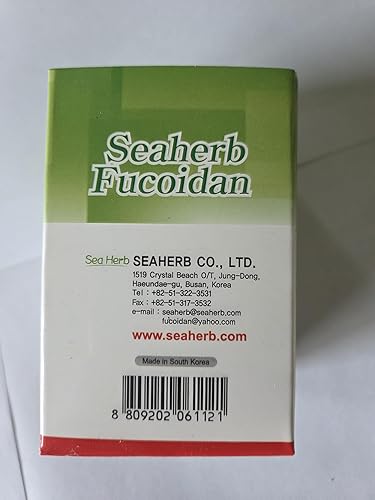 Seaherb
Fucoidan
Sea Herb SEAHERB CO., LTD.
1519 Crystal Beach O/T, Jung-Dong,
Haeundae-gu, Busan, Korea
Tel : +82-51-322-3531
Fax : +82-51-317-3532
e-mail : seaherb@seaherb.com
fucoidan@yahoo.com
www.seaherb.com
Made in South Korea
8 809202 061121